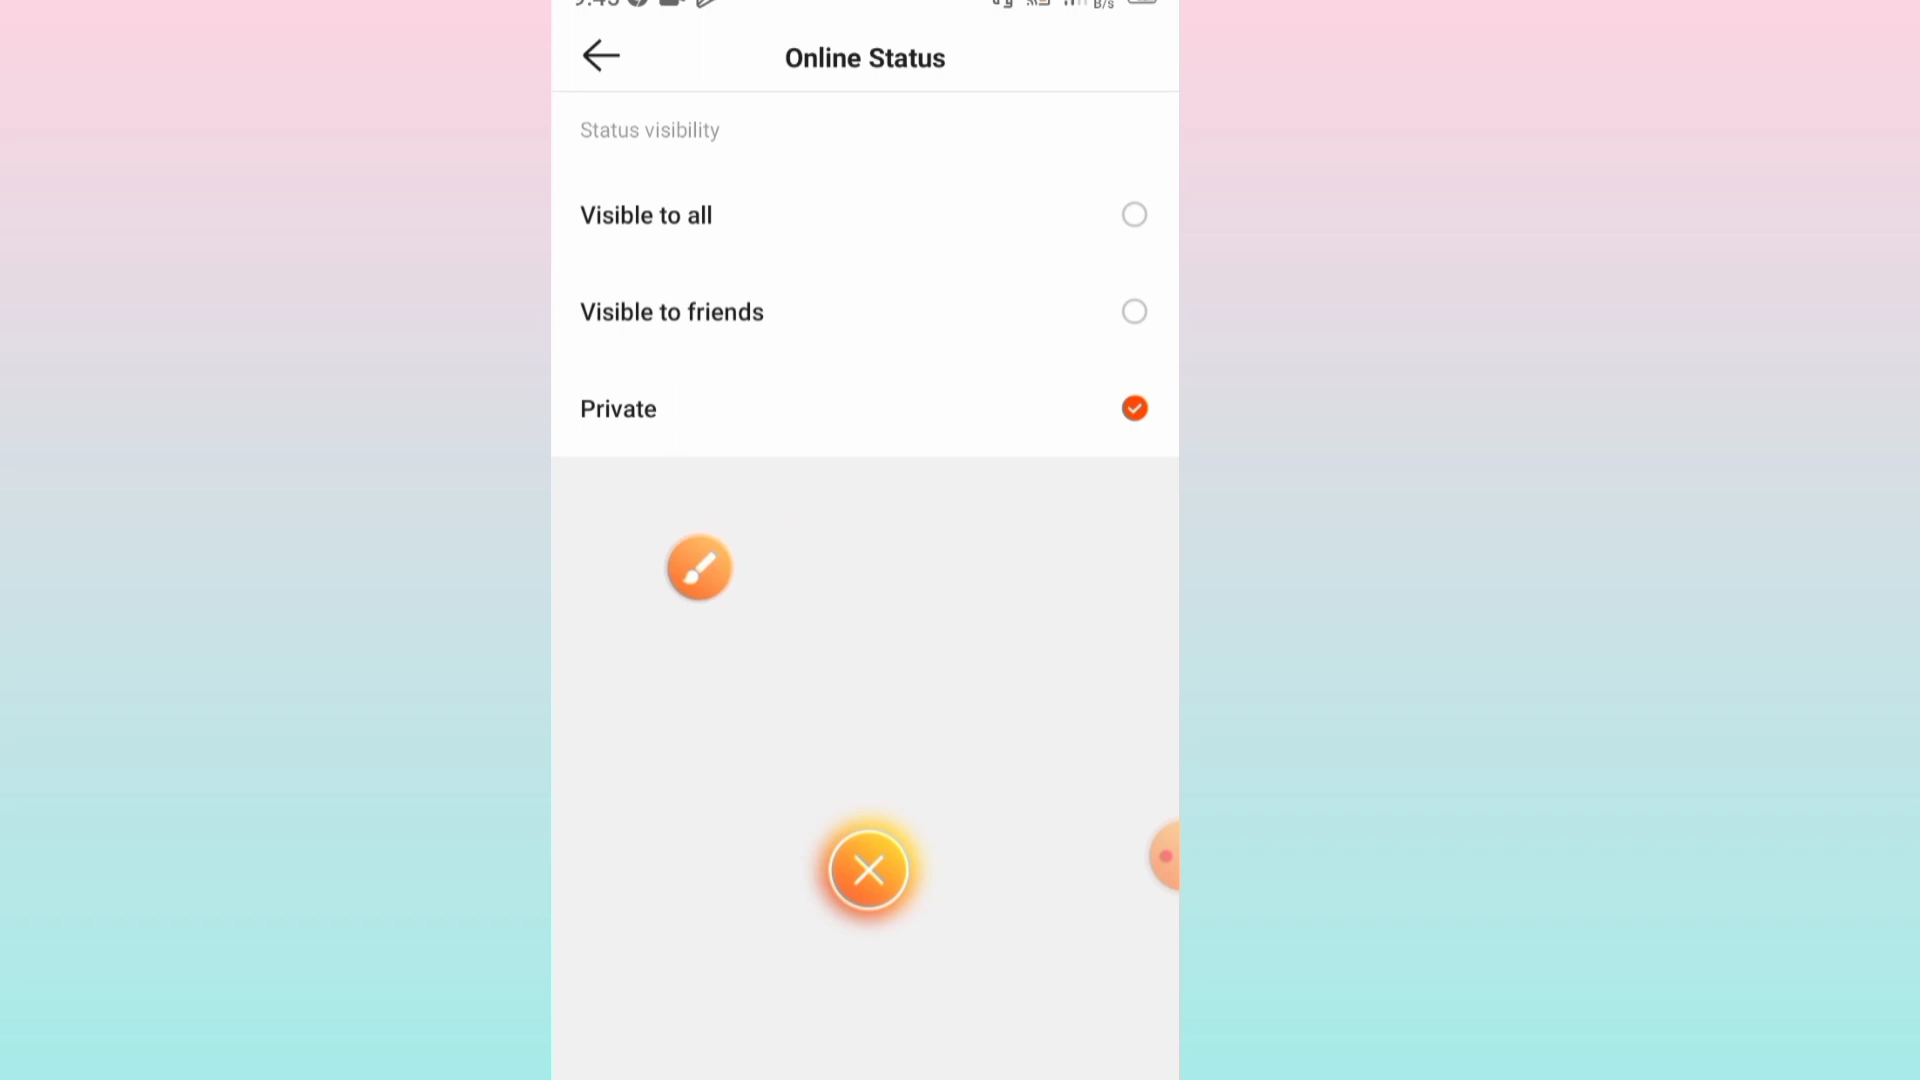 B/s
Online Status
Status visibility
Visible to all
Visible to friends
Private